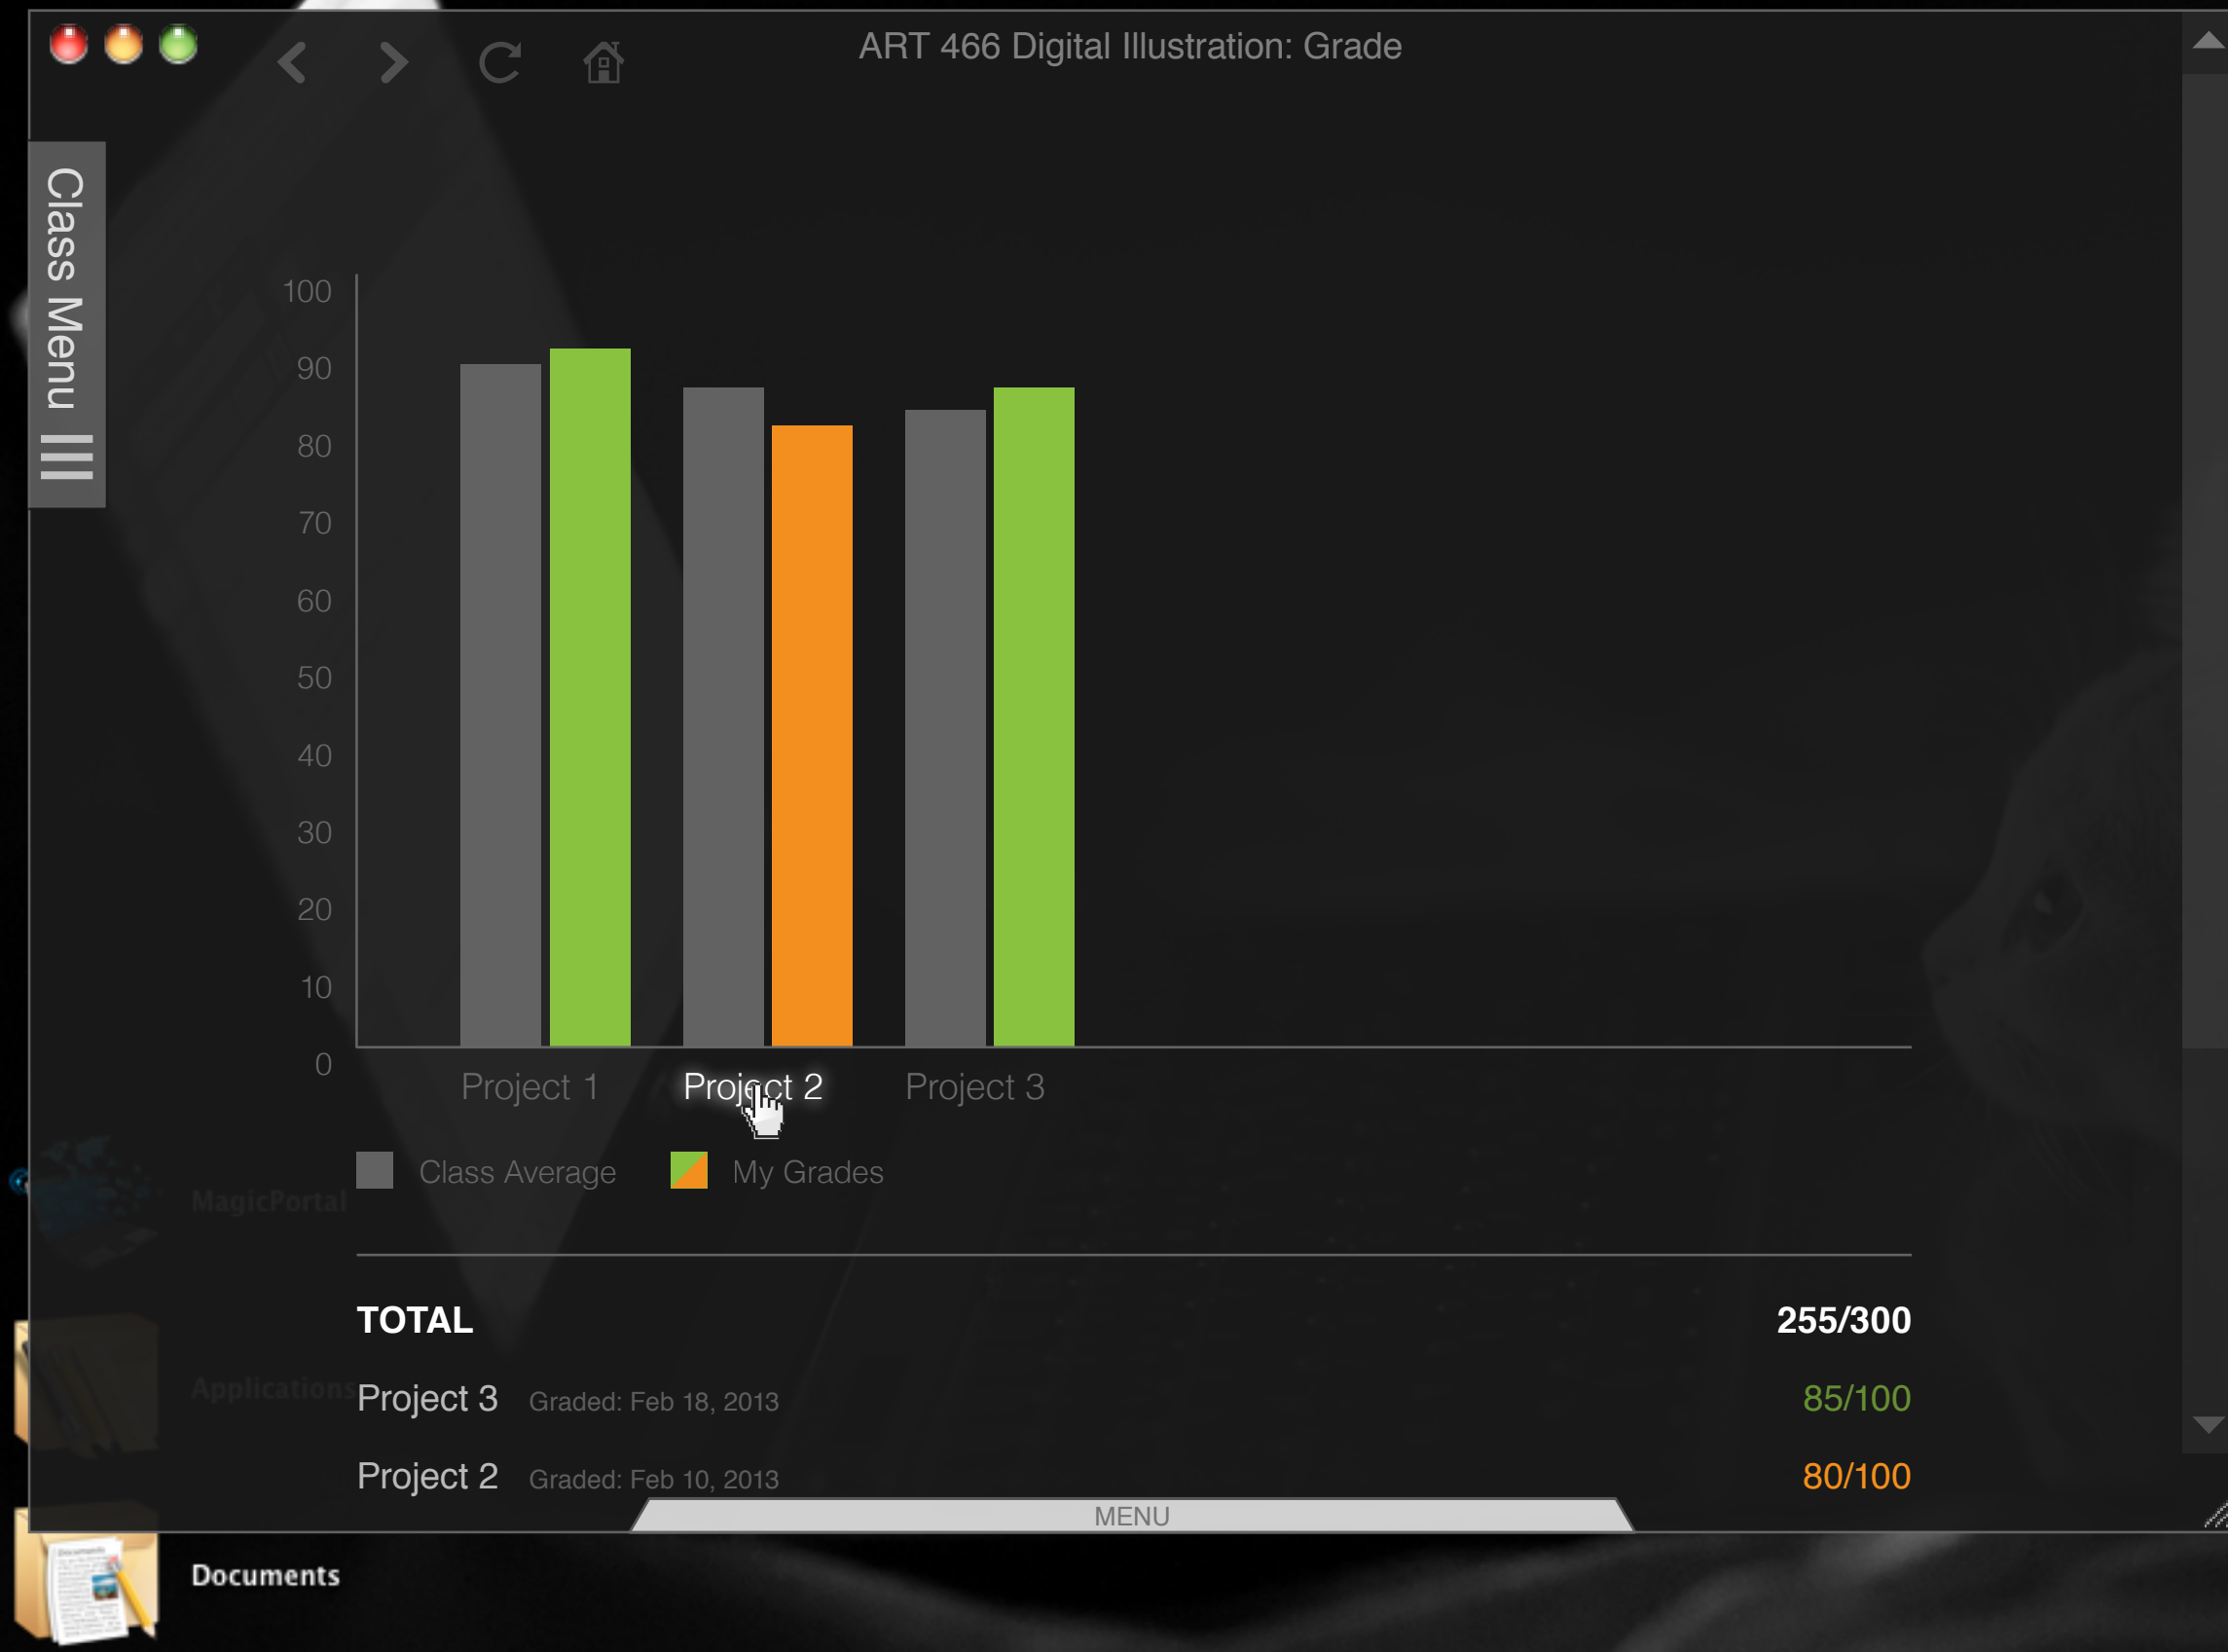 ART 466 Digital Illustration: Grade
Class Menu
100
90
80
70
60
50
40
30
20
10
0
Project 1
Project 2
Project 3
Class Average
My Grades
MagicPortal
TOTAL
255/300
Applications
Project 3 Graded: Feb 18, 2013
85/100
Project 2 Graded: Feb 10, 2013
80/100
MENU
Documents